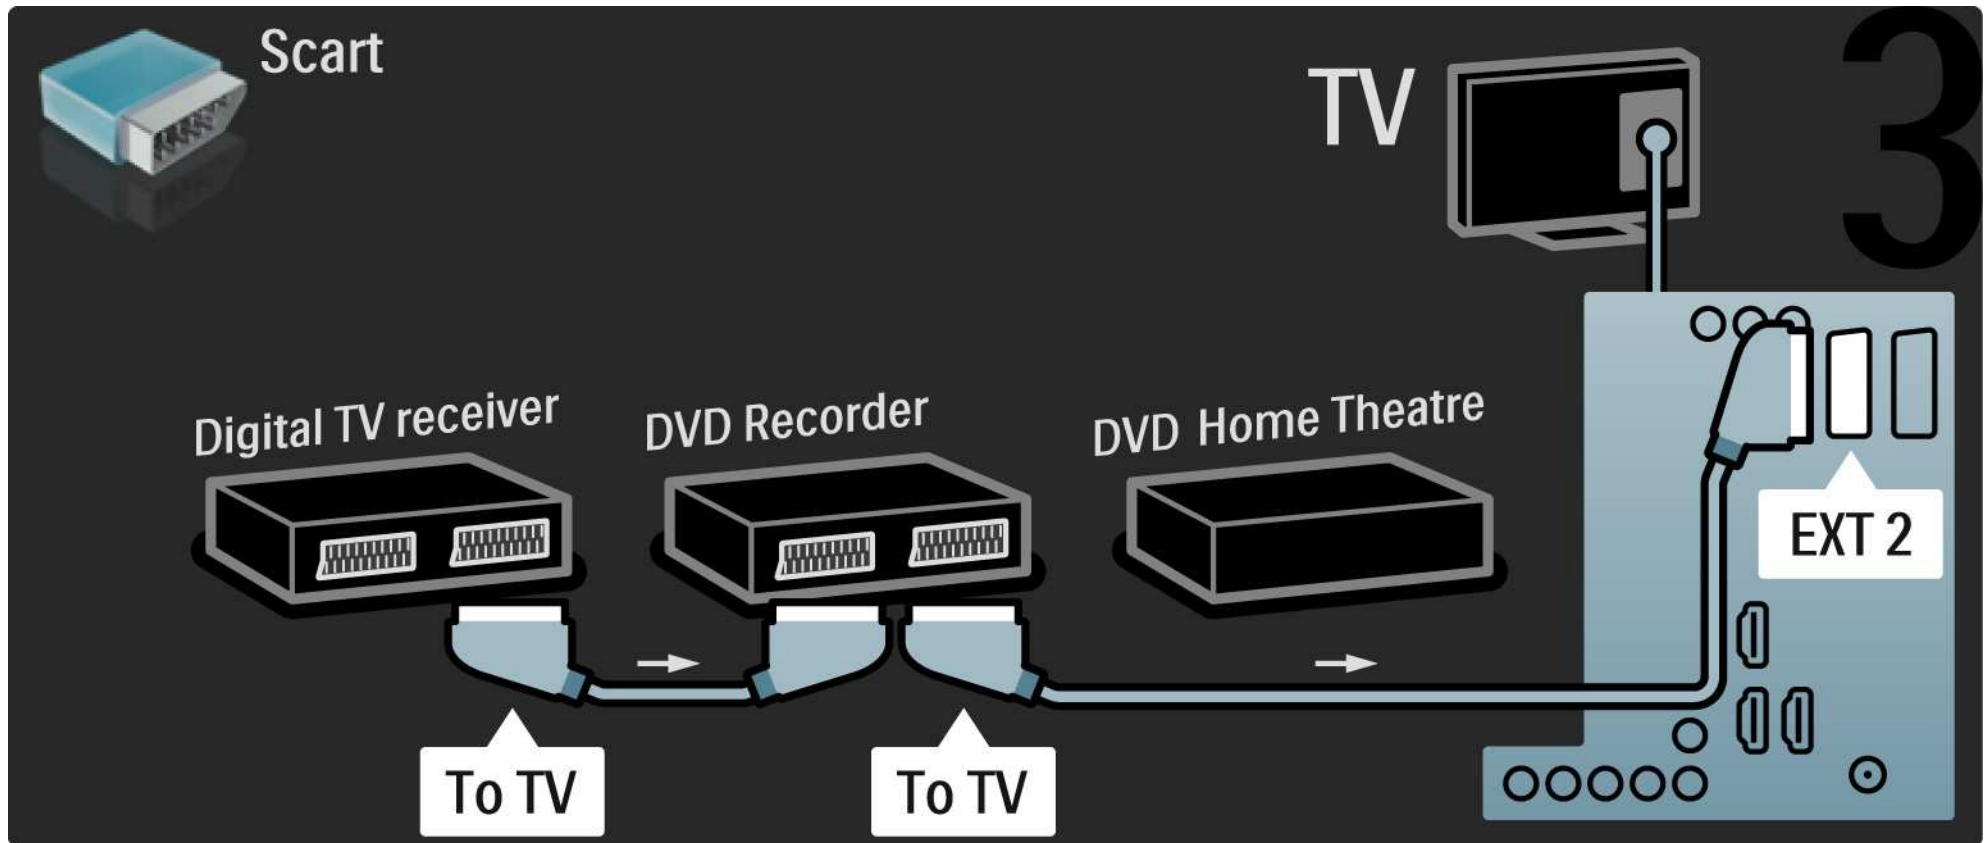 Scart
TV
3
Digital TV receiver
DVD Recorder
DVD Home Theatre
EXT 2
To TV
To TV